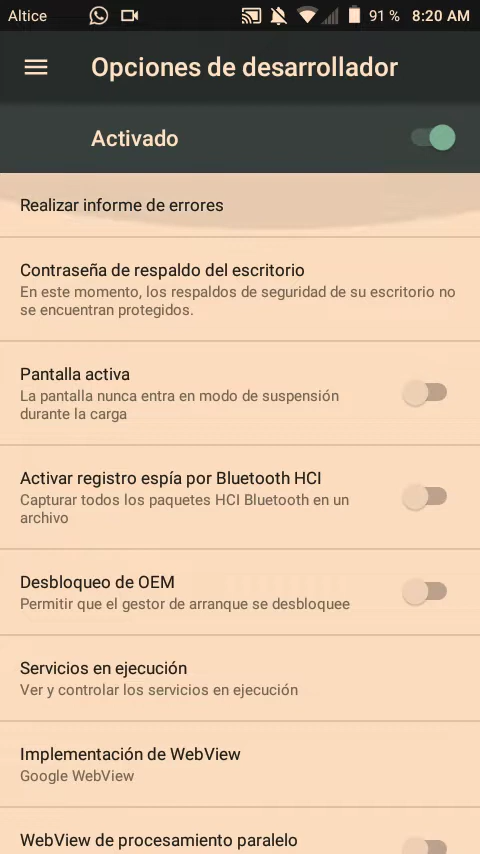 Altice 91 % 8:20 AM
Opciones de desarrollador
Activado
Realizar informe de errores
Contraseña de respaldo del escritorio
En este momento, los respaldos de seguridad de su escritorio no
se encuentran protegidos.
Pantalla activa
La pantalla nunca entra en modo de suspensión
durante la carga
Activar registro espía por Bluetooth HCI
Capturar todos los paquetes HCI Bluetooth en un
archivo
Desbloqueo de OEM
Permitir que el gestor de arranque se desbloquee
Servicios en ejecución
Ver y controlar los servicios en ejecución
Implementación de WebView
Google WebView
WebView de procesamiento paralelo